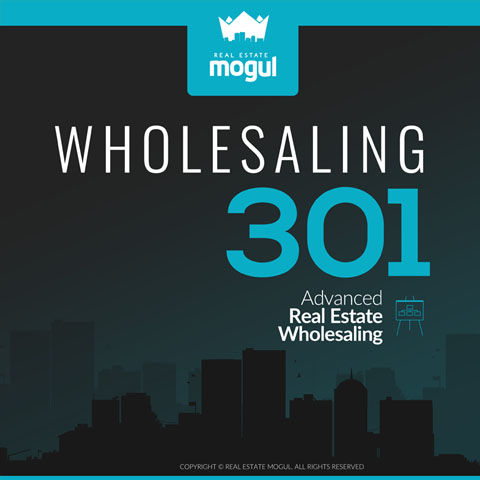 REAL ESTATE
mogul
WHOLESALING
301
Advanced
Real Estate
Wholesaling
COPYRIGHT © REAL ESTATE MOGUL. ALL RIGHTS RESERVED